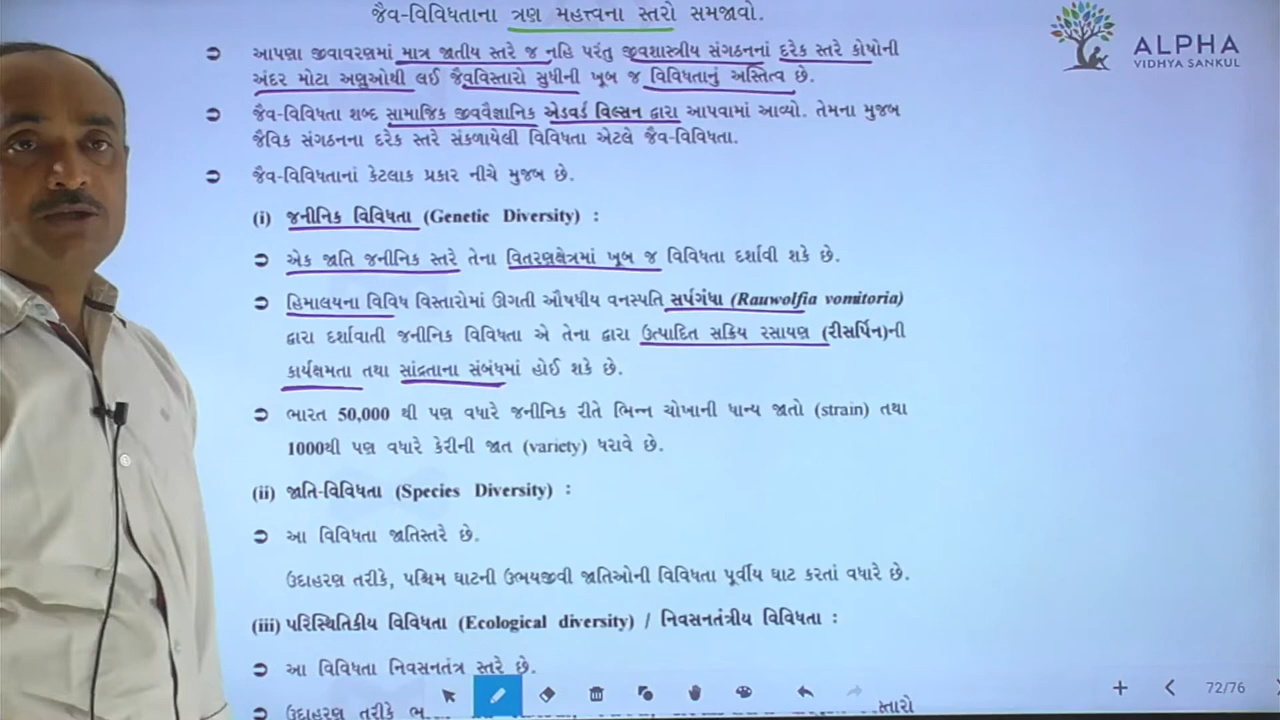 જૈવ-વિવિધતાના ત્રણ મહત્ત્વના સ્તરો સમજાવો.
ALPHA
VIDHYA SANKUL
➲ આપણા જીવાવરણમાં માત્ર જાતીય સ્તરે જ નહિ પરંતુ જીવશાસ્ત્રીય સંગઠનનાં દરેક સ્તરે કોષોની
અંદર મોટા અણુઓથી લઈ જૈવવિસ્તારો સુધીની ખૂબ જ વિવિધતાનું અસ્તિત્વ છે.
➲ જૈવ-વિવિધતા શબ્દ સામાજિક જીવવૈજ્ઞાનિક એડવર્ડ વિલ્સન દ્વારા આપવામાં આવ્યો. તેમના મુજબ
જૈવિક સંગઠનના દરેક સ્તરે સંકળાયેલી વિવિધતા એટલે જૈવ-વિવિધતા.
➲ જૈવ-વિવિધતાનાં કેટલાક પ્રકાર નીચે મુજબ છે.
(i) જનીનિક વિવિધતા (Genetic Diversity) :
➲ એક જાતિ જનીનિક સ્તરે તેના વિતરણક્ષેત્રમાં ખૂબ જ વિવિધતા દર્શાવી શકે છે.
➲ હિમાલયના વિવિધ વિસ્તારોમાં ઊગતી ઔષધીય વનસ્પતિ સર્પગંધા (Rauwolfia vomitoria)
દ્વારા દર્શાવાતી જનીનિક વિવિધતા એ તેના દ્વારા ઉત્પાદિત સક્રિય રસાયણ (રીસર્પિન)ની
કાર્યક્ષમતા તથા સાંદ્રતાના સંબંધમાં હોઈ શકે છે.
➲ ભારત 50,000 થી પણ વધારે જનીનિક રીતે ભિન્ન ચોખાની ધાન્ય જાતો (strain) તથા
1000થી પણ વધારે કેરીની જાત (variety) ધરાવે છે.
(ii) જાતિ-વિવિધતા (Species Diversity) :
➲ આ વિવિધતા જાતિસ્તરે છે.
ઉદાહરણ તરીકે, પશ્ચિમ ઘાટની ઉભયજીવી જાતિઓની વિવિધતા પૂર્વીય ઘાટ કરતાં વધારે છે.
(iii) પરિસ્થિતિકીય વિવિધતા (Ecological diversity) / નિવસનતંત્રીય વિવિધતા :
➲ આ વિવિધતા નિવસનતંત્ર સ્તરે છે.
72/76
➲ ઉદાહરણ તરીકે